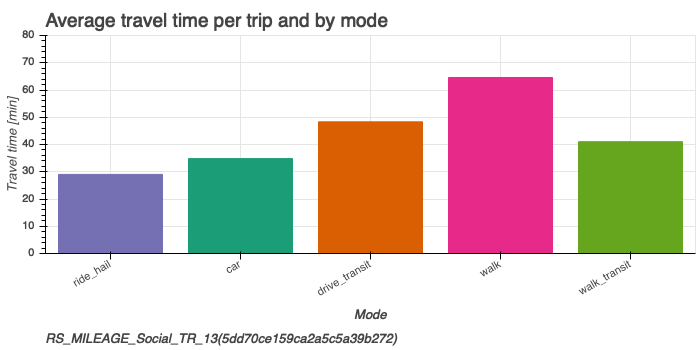 Average travel time per trip and by mode
80
70
60
50
40
30
20
10
0
Travel time [min]
ride_hail
car
drive_transit
walk
walk_transit
Mode
RS_MILEAGE_Social_TR_13(5dd70ce159ca2a5c5a39b272)